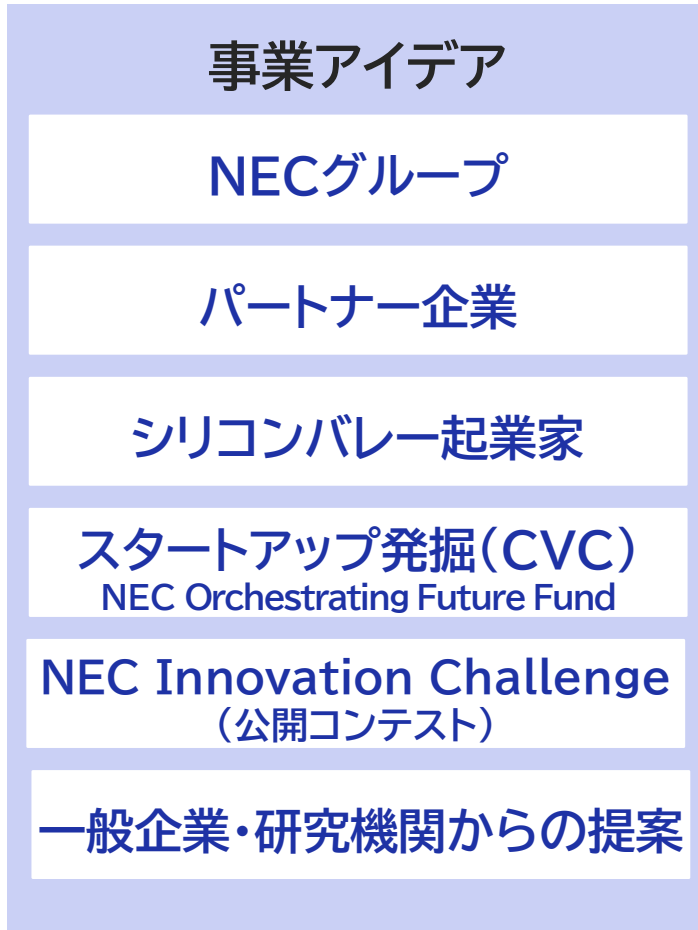 事業アイデア
NECグループ
パートナー企業
シリコンバレー起業家
スタートアップ発掘（CVC）
NEC Orchestrating Future Fund
NEC Innovation Challenge
（公開コンテスト）
一般企業・研究機関からの提案